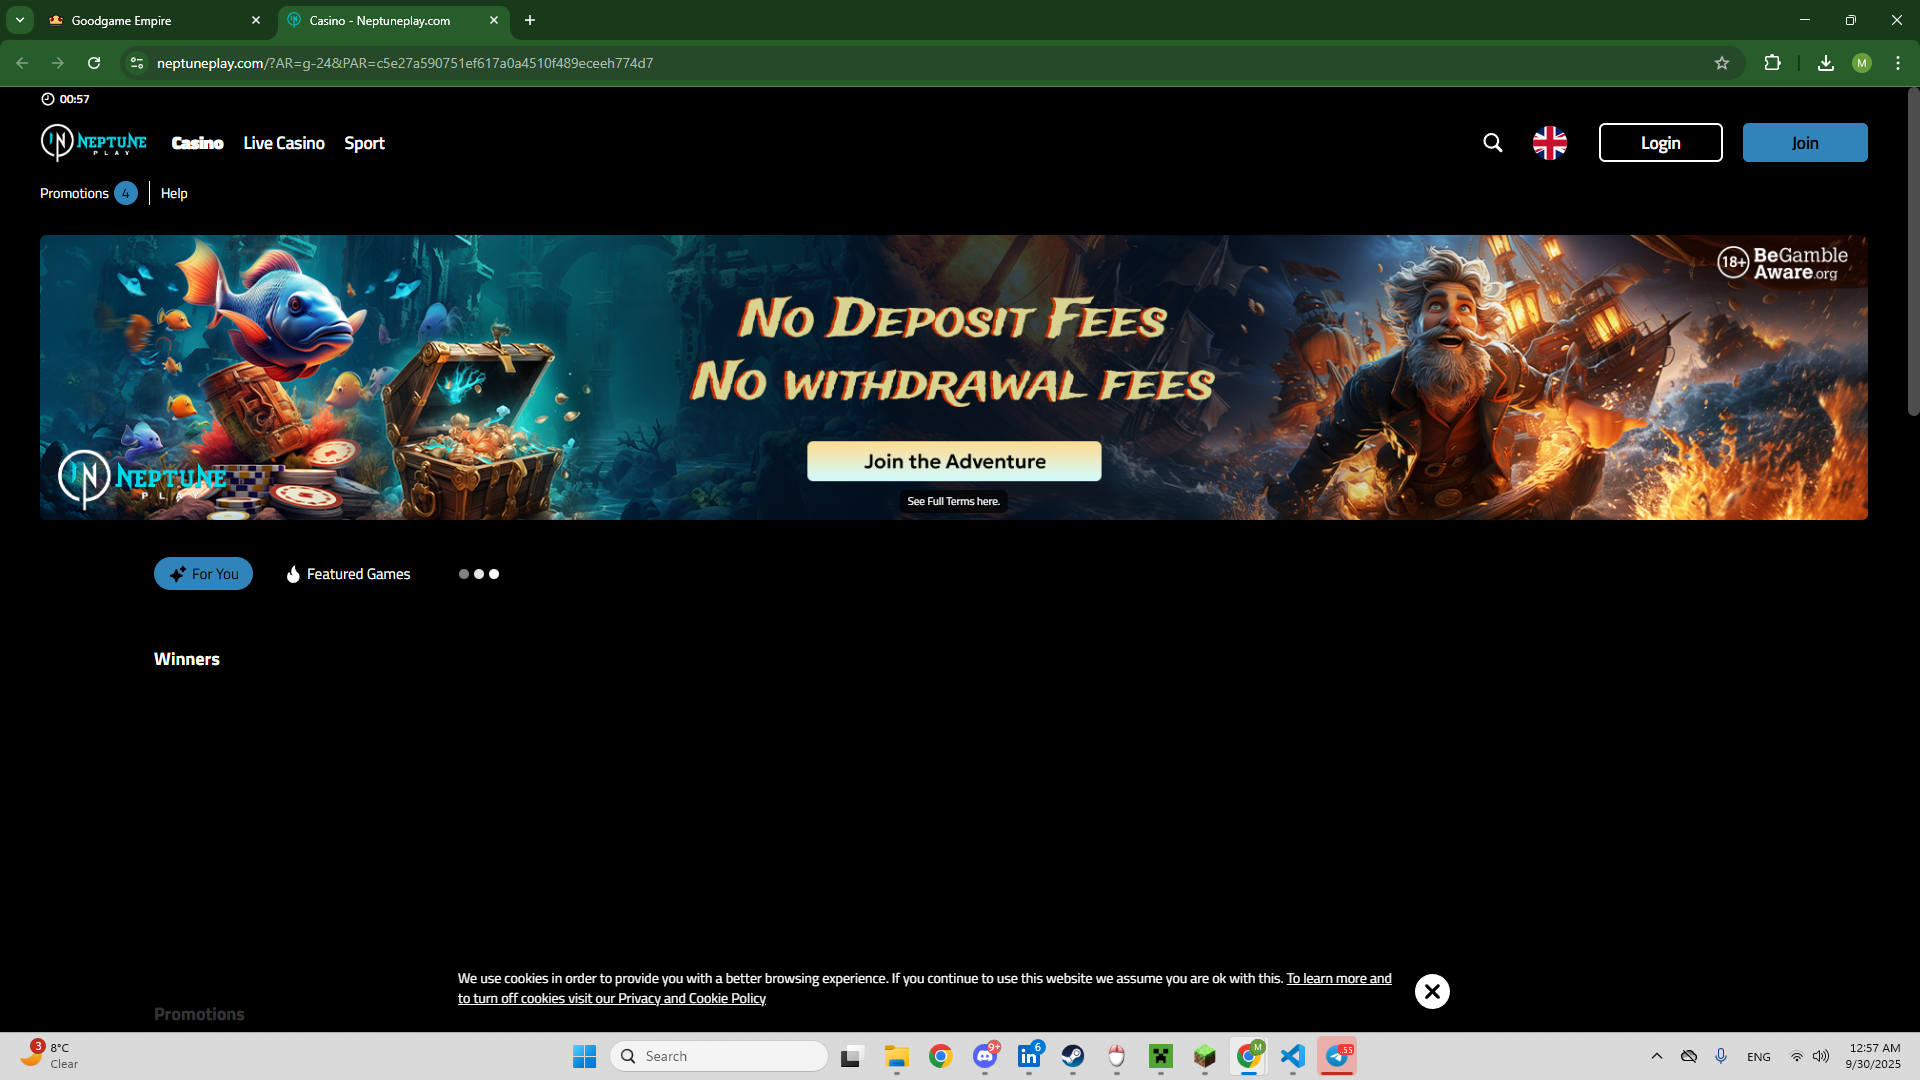 Goodgame Empire
Casino - Neptuneplay.com
neptuneplay.com/?AR=g-24&PAR=c5e27a590751ef617a0a4510f489eceeh774d7
M
00:57
NEPTUNE
PLAY
Casino
Live Casino
Sport
Login
Join
Promotions 4
Help
18+ BeGamble
Aware.org
No Deposit Fees
No withdrawal fees
Join the Adventure
See Full Terms here.
NEPTUNE
PLAY
For You
Featured Games
Winners
We use cookies in order to provide you with a better browsing experience. If you continue to use this website we assume you are ok with this. To learn more and
to turn off cookies visit our Privacy and Cookie Policy
Promotions
3
8°C
Clear
Search
9+
6
M
55
ENG
12:57 AM
9/30/2025